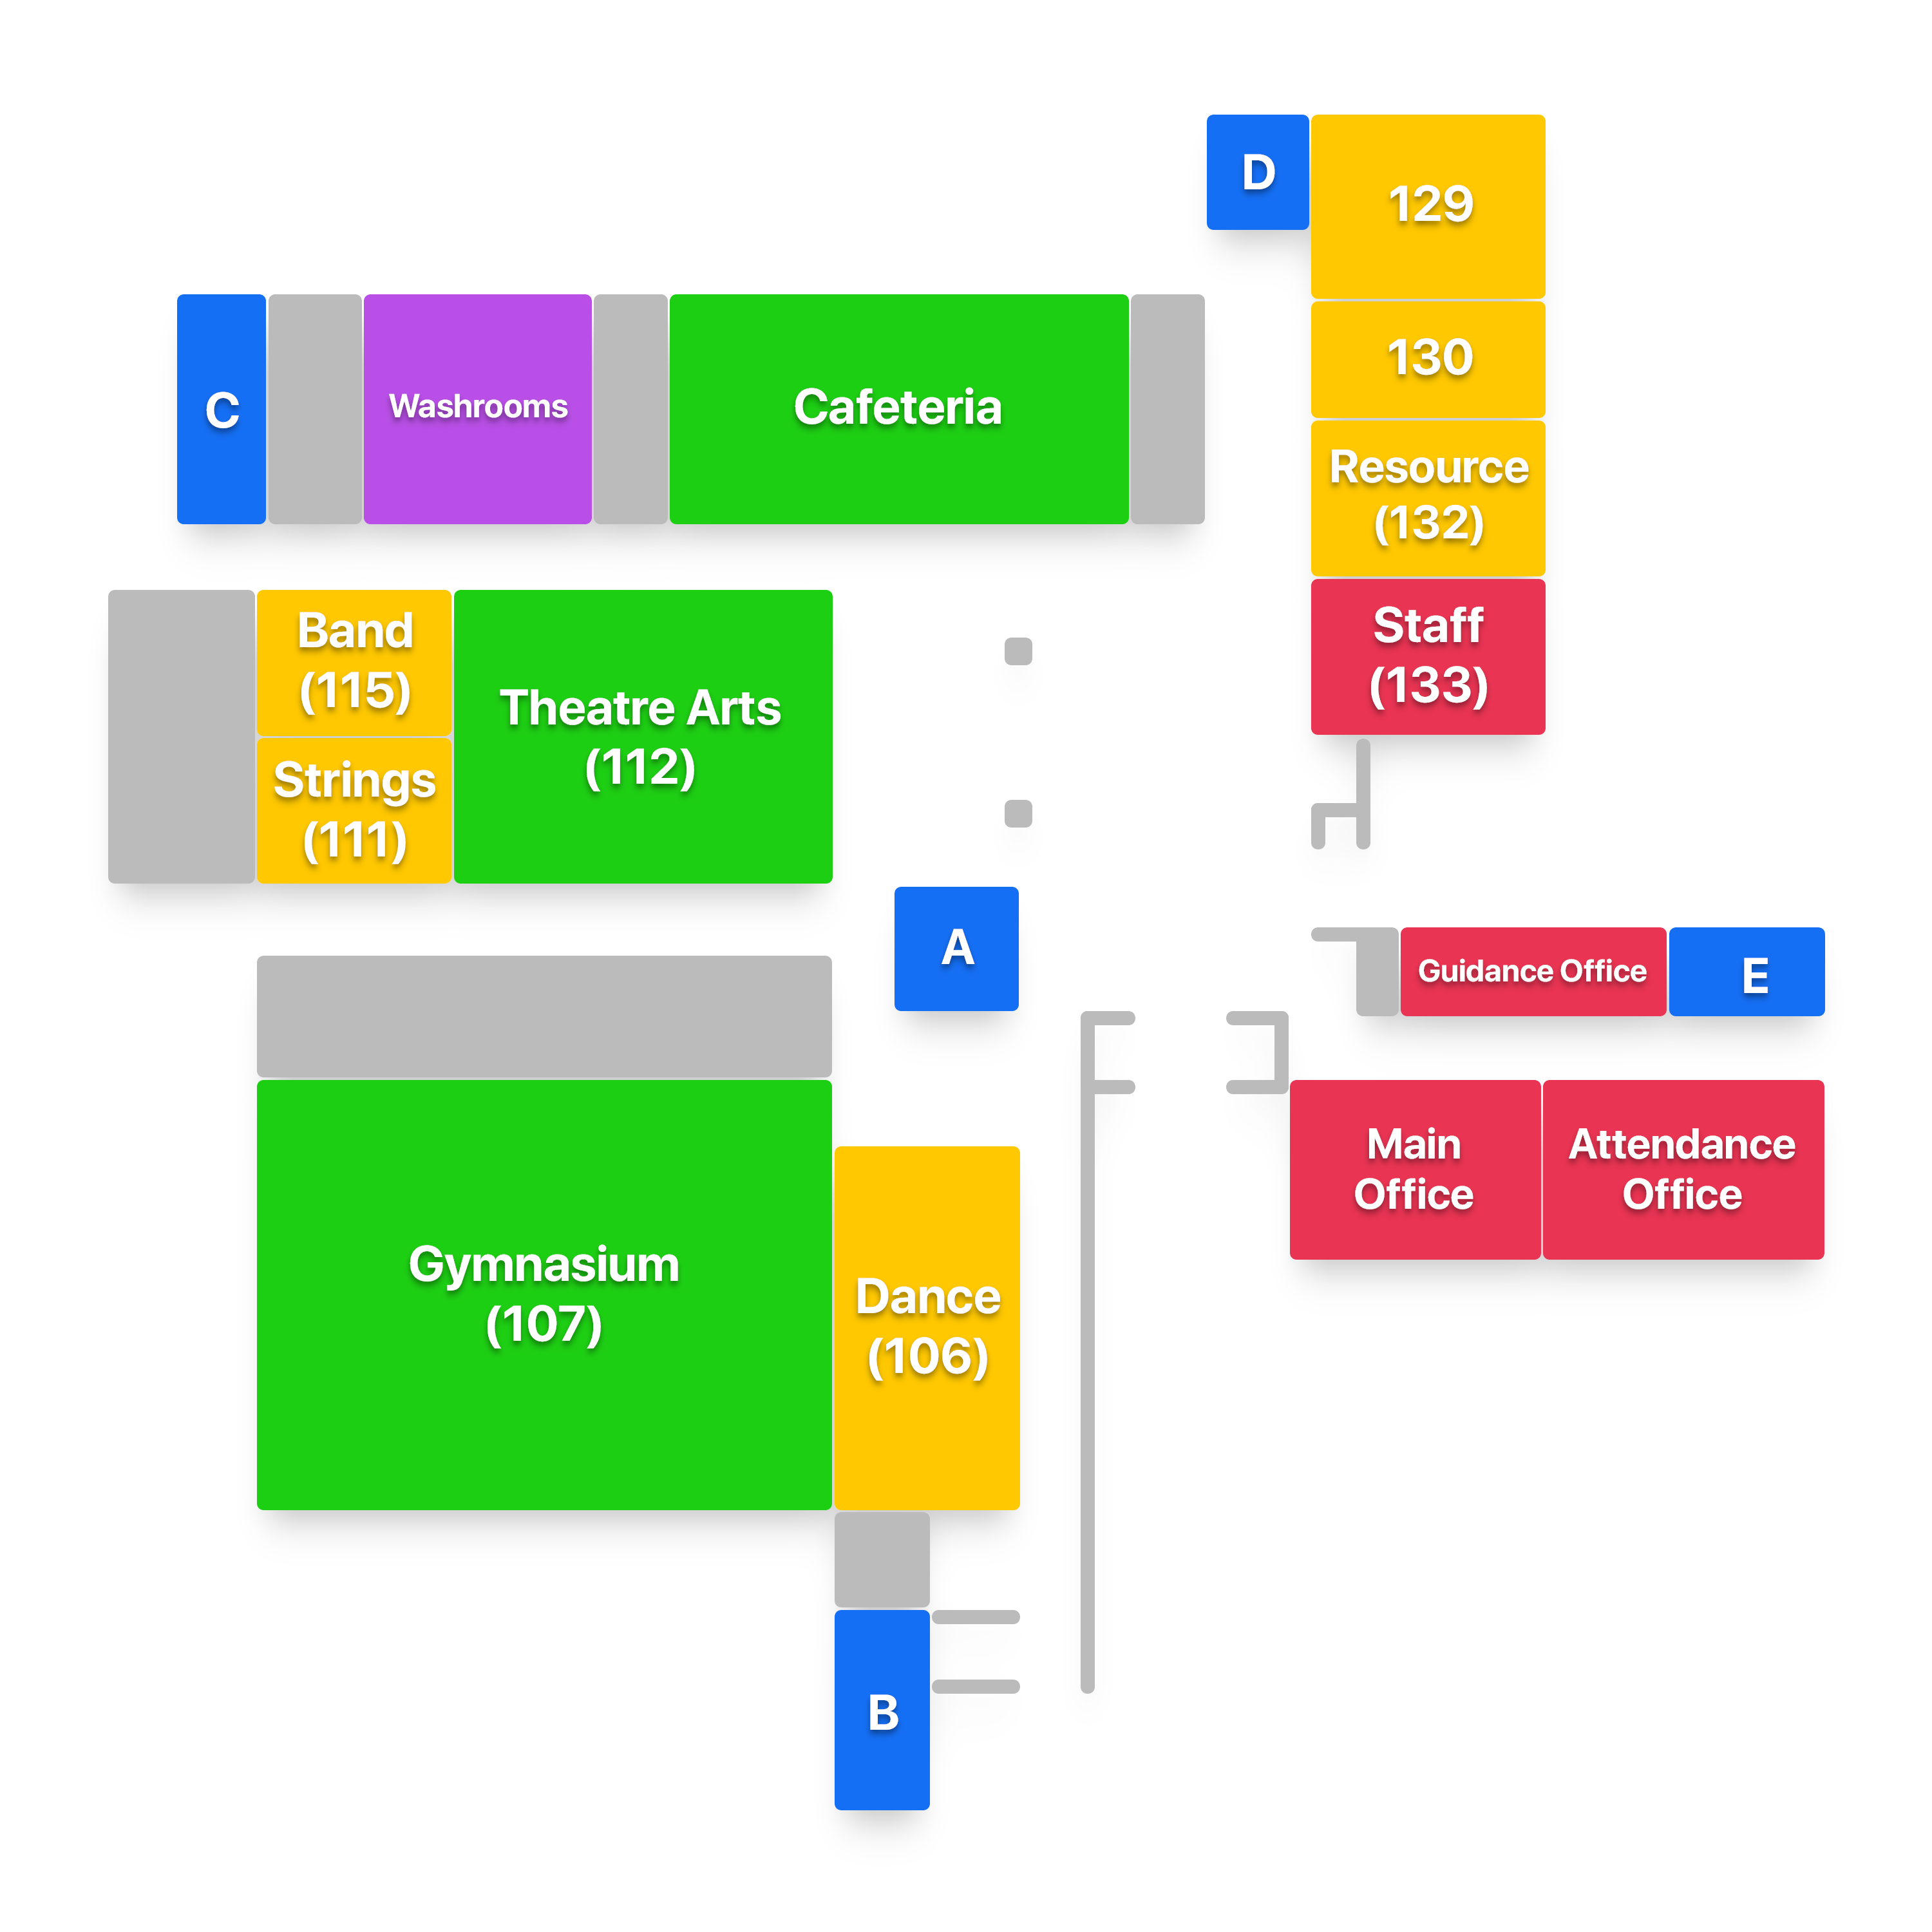 D
129
130
Resource
(132)
Staff
(133)
C
Washrooms
Cafeteria
Band
(115)
Strings
(111)
Theatre Arts
(112)
A
Guidance Office
E
Main
Office
Attendance
Office
Gymnasium
(107)
Dance
(106)
B